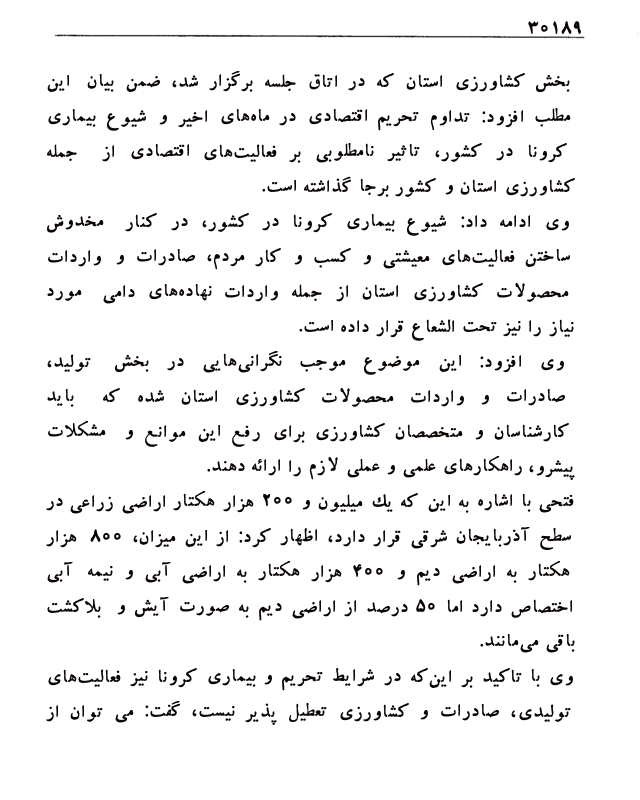 ۳۰۱۸۹
بخش کشاورزی استان که در اتاق جلسه برگزار شد، ضمن بیان این
مطلب افزود: تداوم تحریم اقتصادی در ماه‌های اخیر و شیوع بیماری
کرونا در کشور، تاثیر نامطلوبی بر فعالیت‌های اقتصادی از جمله
کشاورزی استان و کشور برجا گذاشته است.
وی ادامه داد: شیوع بیماری کرونا در کشور، در کنار مخدوش
ساختن فعالیت‌های معیشتی و کسب و کار مردم، صادرات و واردات
محصولات کشاورزی استان از جمله واردات نهاده‌های دامی مورد
نیاز را نیز تحت الشعاع قرار داده است.
وی افزود: این موضوع موجب نگرانی‌هایی در بخش تولید،
صادرات و واردات محصولات کشاورزی استان شده که باید
کارشناسان و متخصصان کشاورزی برای رفع این موانع و مشکلات
پیشرو، راهکارهای علمی و عملی لازم را ارائه دهند.
فتحی با اشاره به این که یك میلیون و ۲۰۰ هزار هکتار اراضی زراعی در
سطح آذربایجان شرقی قرار دارد، اظهار کرد: از این میزان، ۸۰۰ هزار
هکتار به اراضی دیم و ۴۰۰ هزار هکتار به اراضی آبی و نیمه آبی
اختصاص دارد اما ۵۰ درصد از اراضی دیم به صورت آیش و بلاکشت
باقی می‌مانند.
وی با تاکید بر این‌که در شرایط تحریم و بیماری کرونا نیز فعالیت‌های
تولیدی، صادرات و کشاورزی تعطیل پذیر نیست، گفت: می توان از